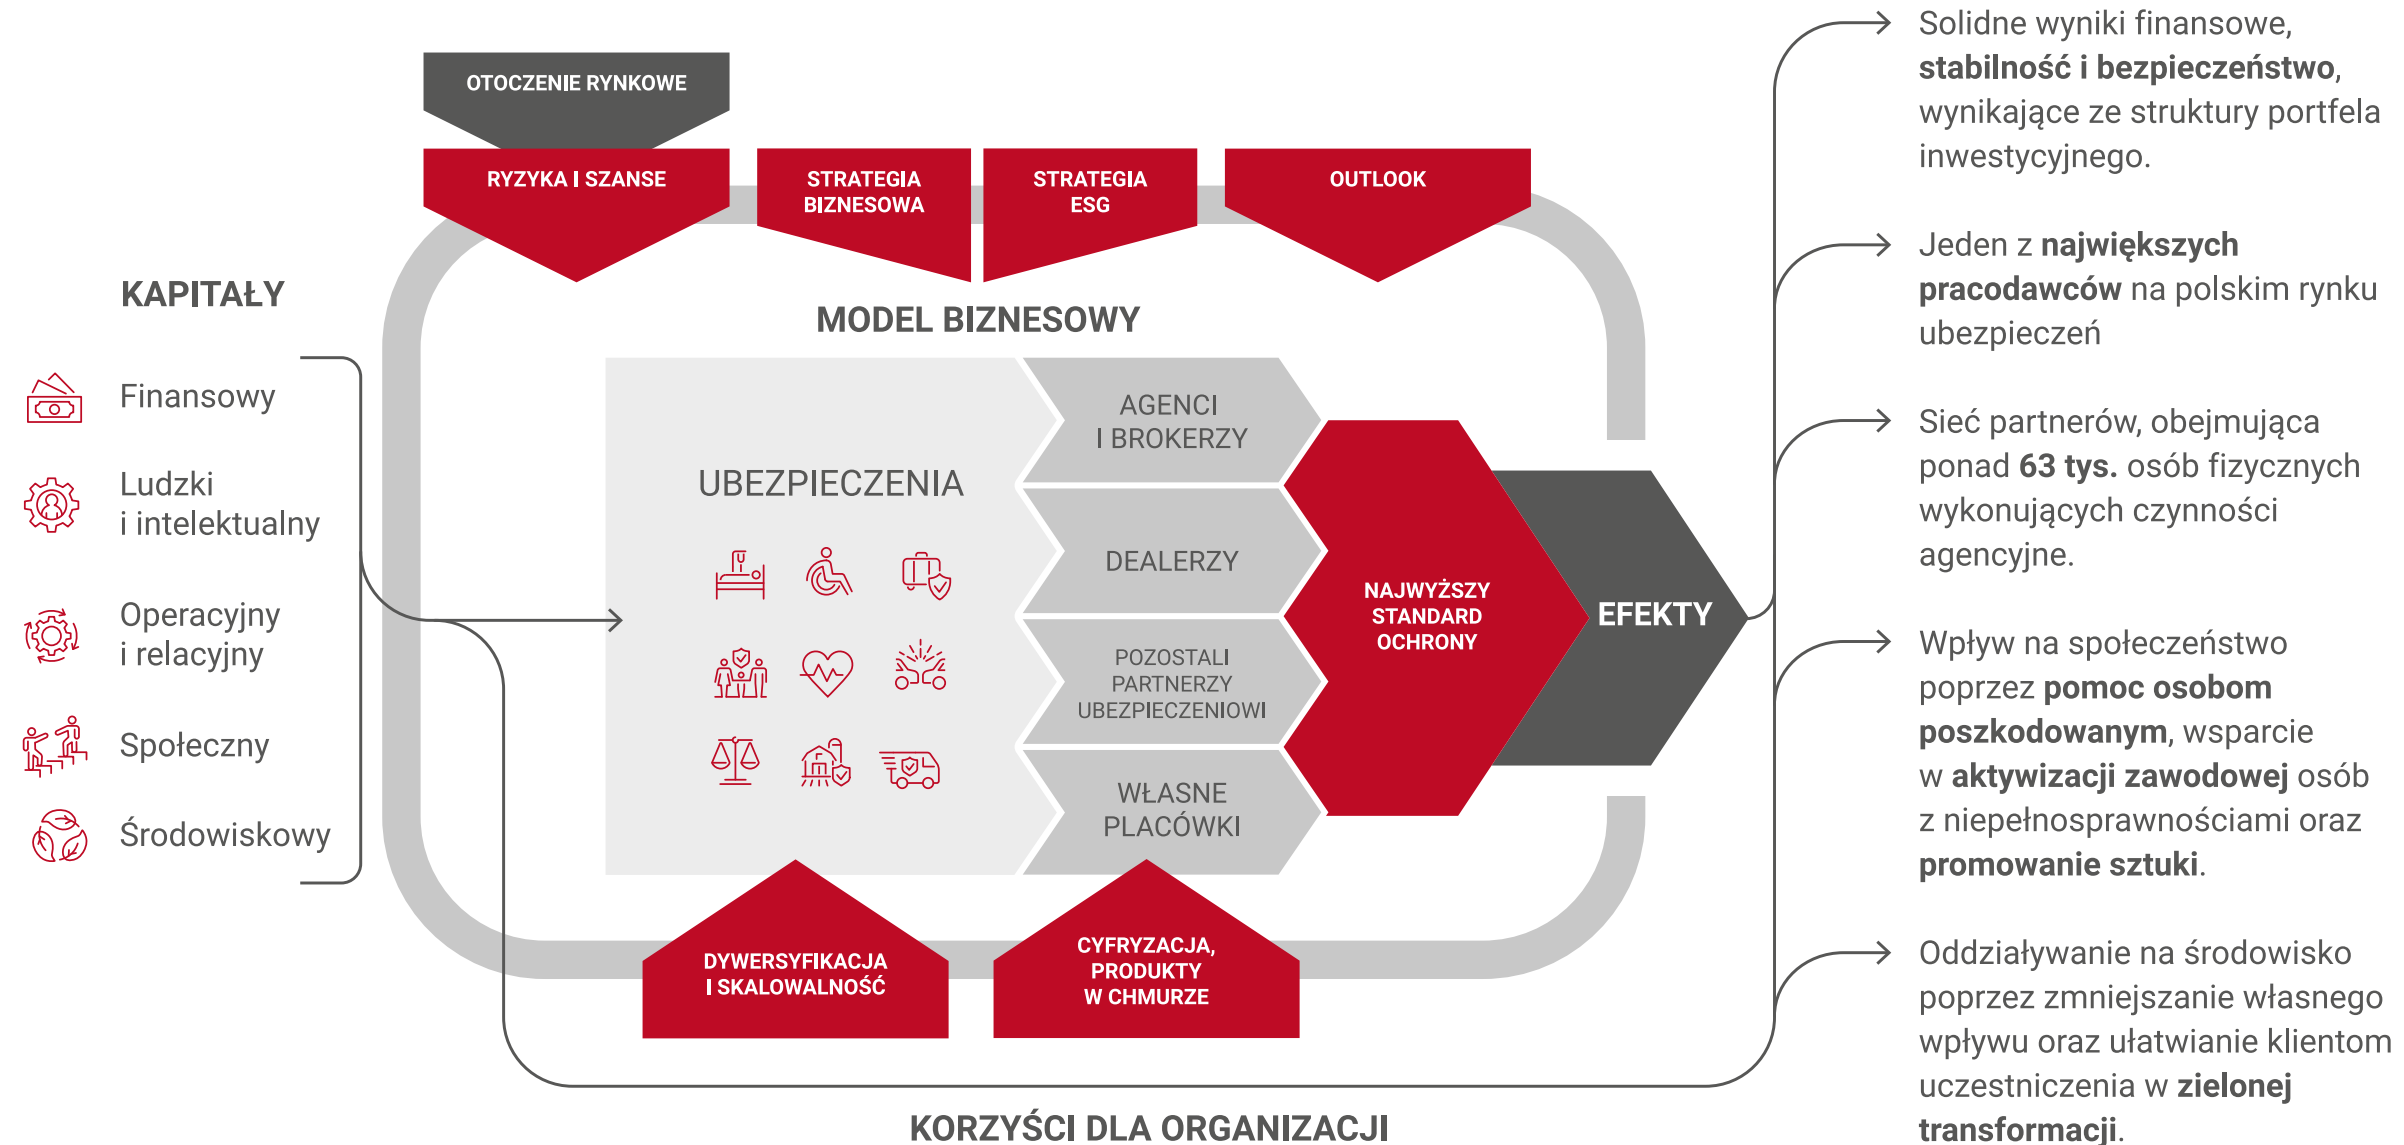 OTOCZENIE RYNKOWE
RYZYKA I SZANSE
STRATEGIA
BIZNESOWA
STRATEGIA
ESG
OUTLOOK
KAPITAŁY
Finansowy
Ludzki
i intelektualny
Operacyjny
i relacyjny
Społeczny
Środowiskowy
MODEL BIZNESOWY
UBEZPIECZENIA
AGENCI
I BROKERZY
DEALERZY
POZOSTALI
PARTNERZY
UBEZPIECZENIOWI
WŁASNE
PLACÓWKI
NAJWYŻSZY
STANDARD
OCHRONY
EFEKTY
DYWERSYFIKACJA
I SKALOWALNOŚĆ
CYFRYZACJA,
PRODUKTY
W CHMURZE
KORZYŚCI DLA ORGANIZACJI
Solidne wyniki finansowe,
stabilność i bezpieczeństwo,
wynikające ze struktury portfela
inwestycyjnego.
Jeden z największych
pracodawców na polskim rynku
ubezpieczeń
Sieć partnerów, obejmująca
ponad 63 tys. osób fizycznych
wykonujących czynności
agencyjne.
Wpływ na społeczeństwo
poprzez pomoc osobom
poszkodowanym, wsparcie
w aktywizacji zawodowej osób
z niepełnosprawnościami oraz
promowanie sztuki.
Oddziaływanie na środowisko
poprzez zmniejszanie własnego
wpływu oraz ułatwianie klientom
uczestniczenia w zielonej
transformacji.